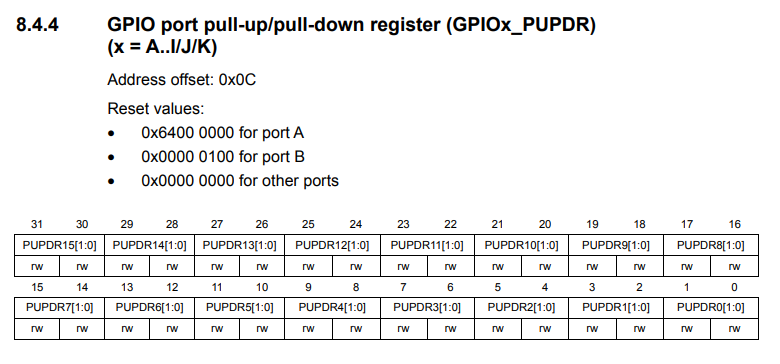 8.4.4 GPIO port pull-up/pull-down register (GPIOx_PUPDR)
(x = A..I/J/K)
Address offset: 0x0C
Reset values:
• 0x6400 0000 for port A
• 0x0000 0100 for port B
• 0x0000 0000 for other ports
31 30 29 28 27 26 25 24 23 22 21 20 19 18 17 16
PUPDR15[1:0] PUPDR14[1:0] PUPDR13[1:0] PUPDR12[1:0] PUPDR11[1:0] PUPDR10[1:0] PUPDR9[1:0] PUPDR8[1:0]
rw rw rw rw rw rw rw rw rw rw rw rw rw rw rw rw
15 14 13 12 11 10 9 8 7 6 5 4 3 2 1 0
PUPDR7[1:0] PUPDR6[1:0] PUPDR5[1:0] PUPDR4[1:0] PUPDR3[1:0] PUPDR2[1:0] PUPDR1[1:0] PUPDR0[1:0]
rw rw rw rw rw rw rw rw rw rw rw rw rw rw rw rw